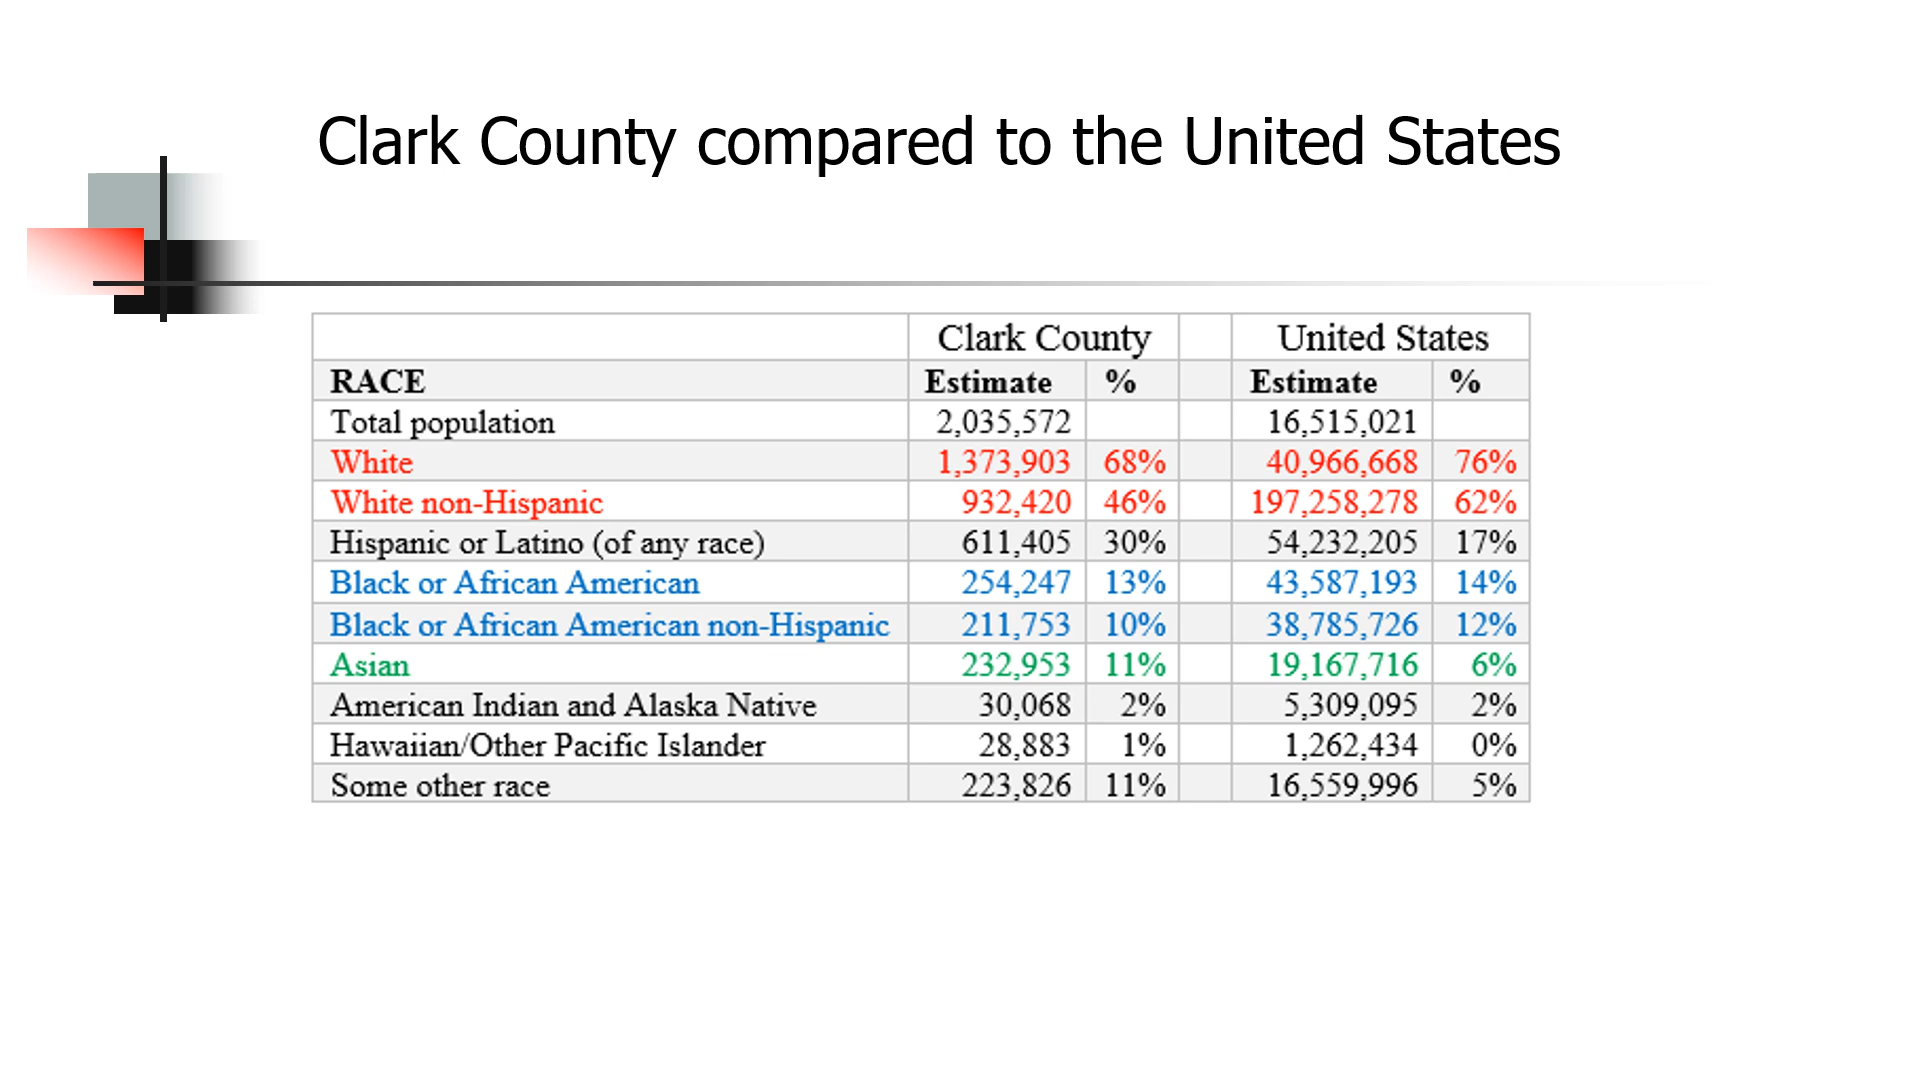 Clark County compared to the United States
Clark County United States
RACE Estimate % Estimate %
Total population 2,035,572 16,515,021
White 1,373,903 68% 40,966,668 76%
White non-Hispanic 932,420 46% 197,258,278 62%
Hispanic or Latino (of any race) 611,405 30% 54,232,205 17%
Black or African American 254,247 13% 43,587,193 14%
Black or African American non-Hispanic 211,753 10% 38,785,726 12%
Asian 232,953 11% 19,167,716 6%
American Indian and Alaska Native 30,068 2% 5,309,095 2%
Hawaiian/Other Pacific Islander 28,883 1% 1,262,434 0%
Some other race 223,826 11% 16,559,996 5%